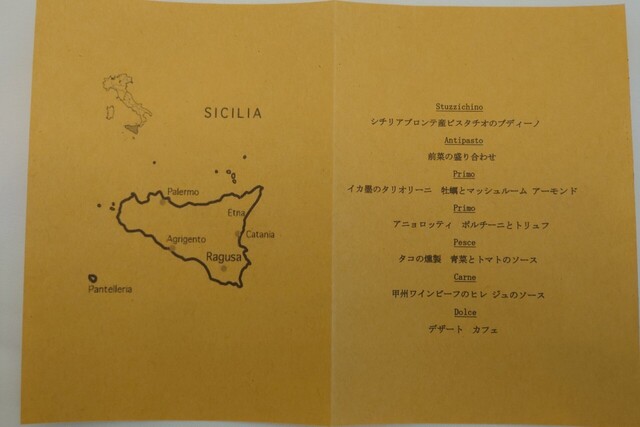 SICILIA
Palermo
Etna
Catania
Agrigento
Ragusa
Pantelleria
Stuzzichino
シチリアブロンテ産ピスタチオのブディーノ
Antipasto
前菜の盛り合わせ
Primo
イカ墨のタリオリーニ 牡蠣とマッシュルーム アーモンド
Primo
アニョロッティ ポルチーニとトリュフ
Pesce
タコの燻製 青菜とトマトのソース
Carne
甲州ワインビーフのヒレ ジュのソース
Dolce
デザート カフェ